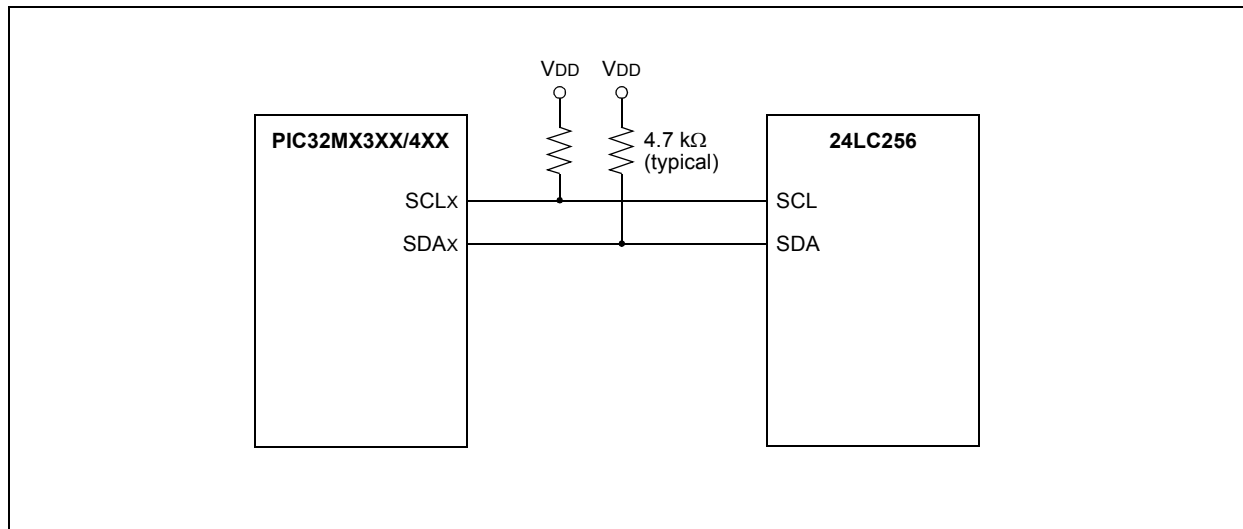 VDD VDD
PIC32MX3XX/4XX
4.7 kΩ
(typical)
24LC256
SCLx
SCL
SDAx
SDA